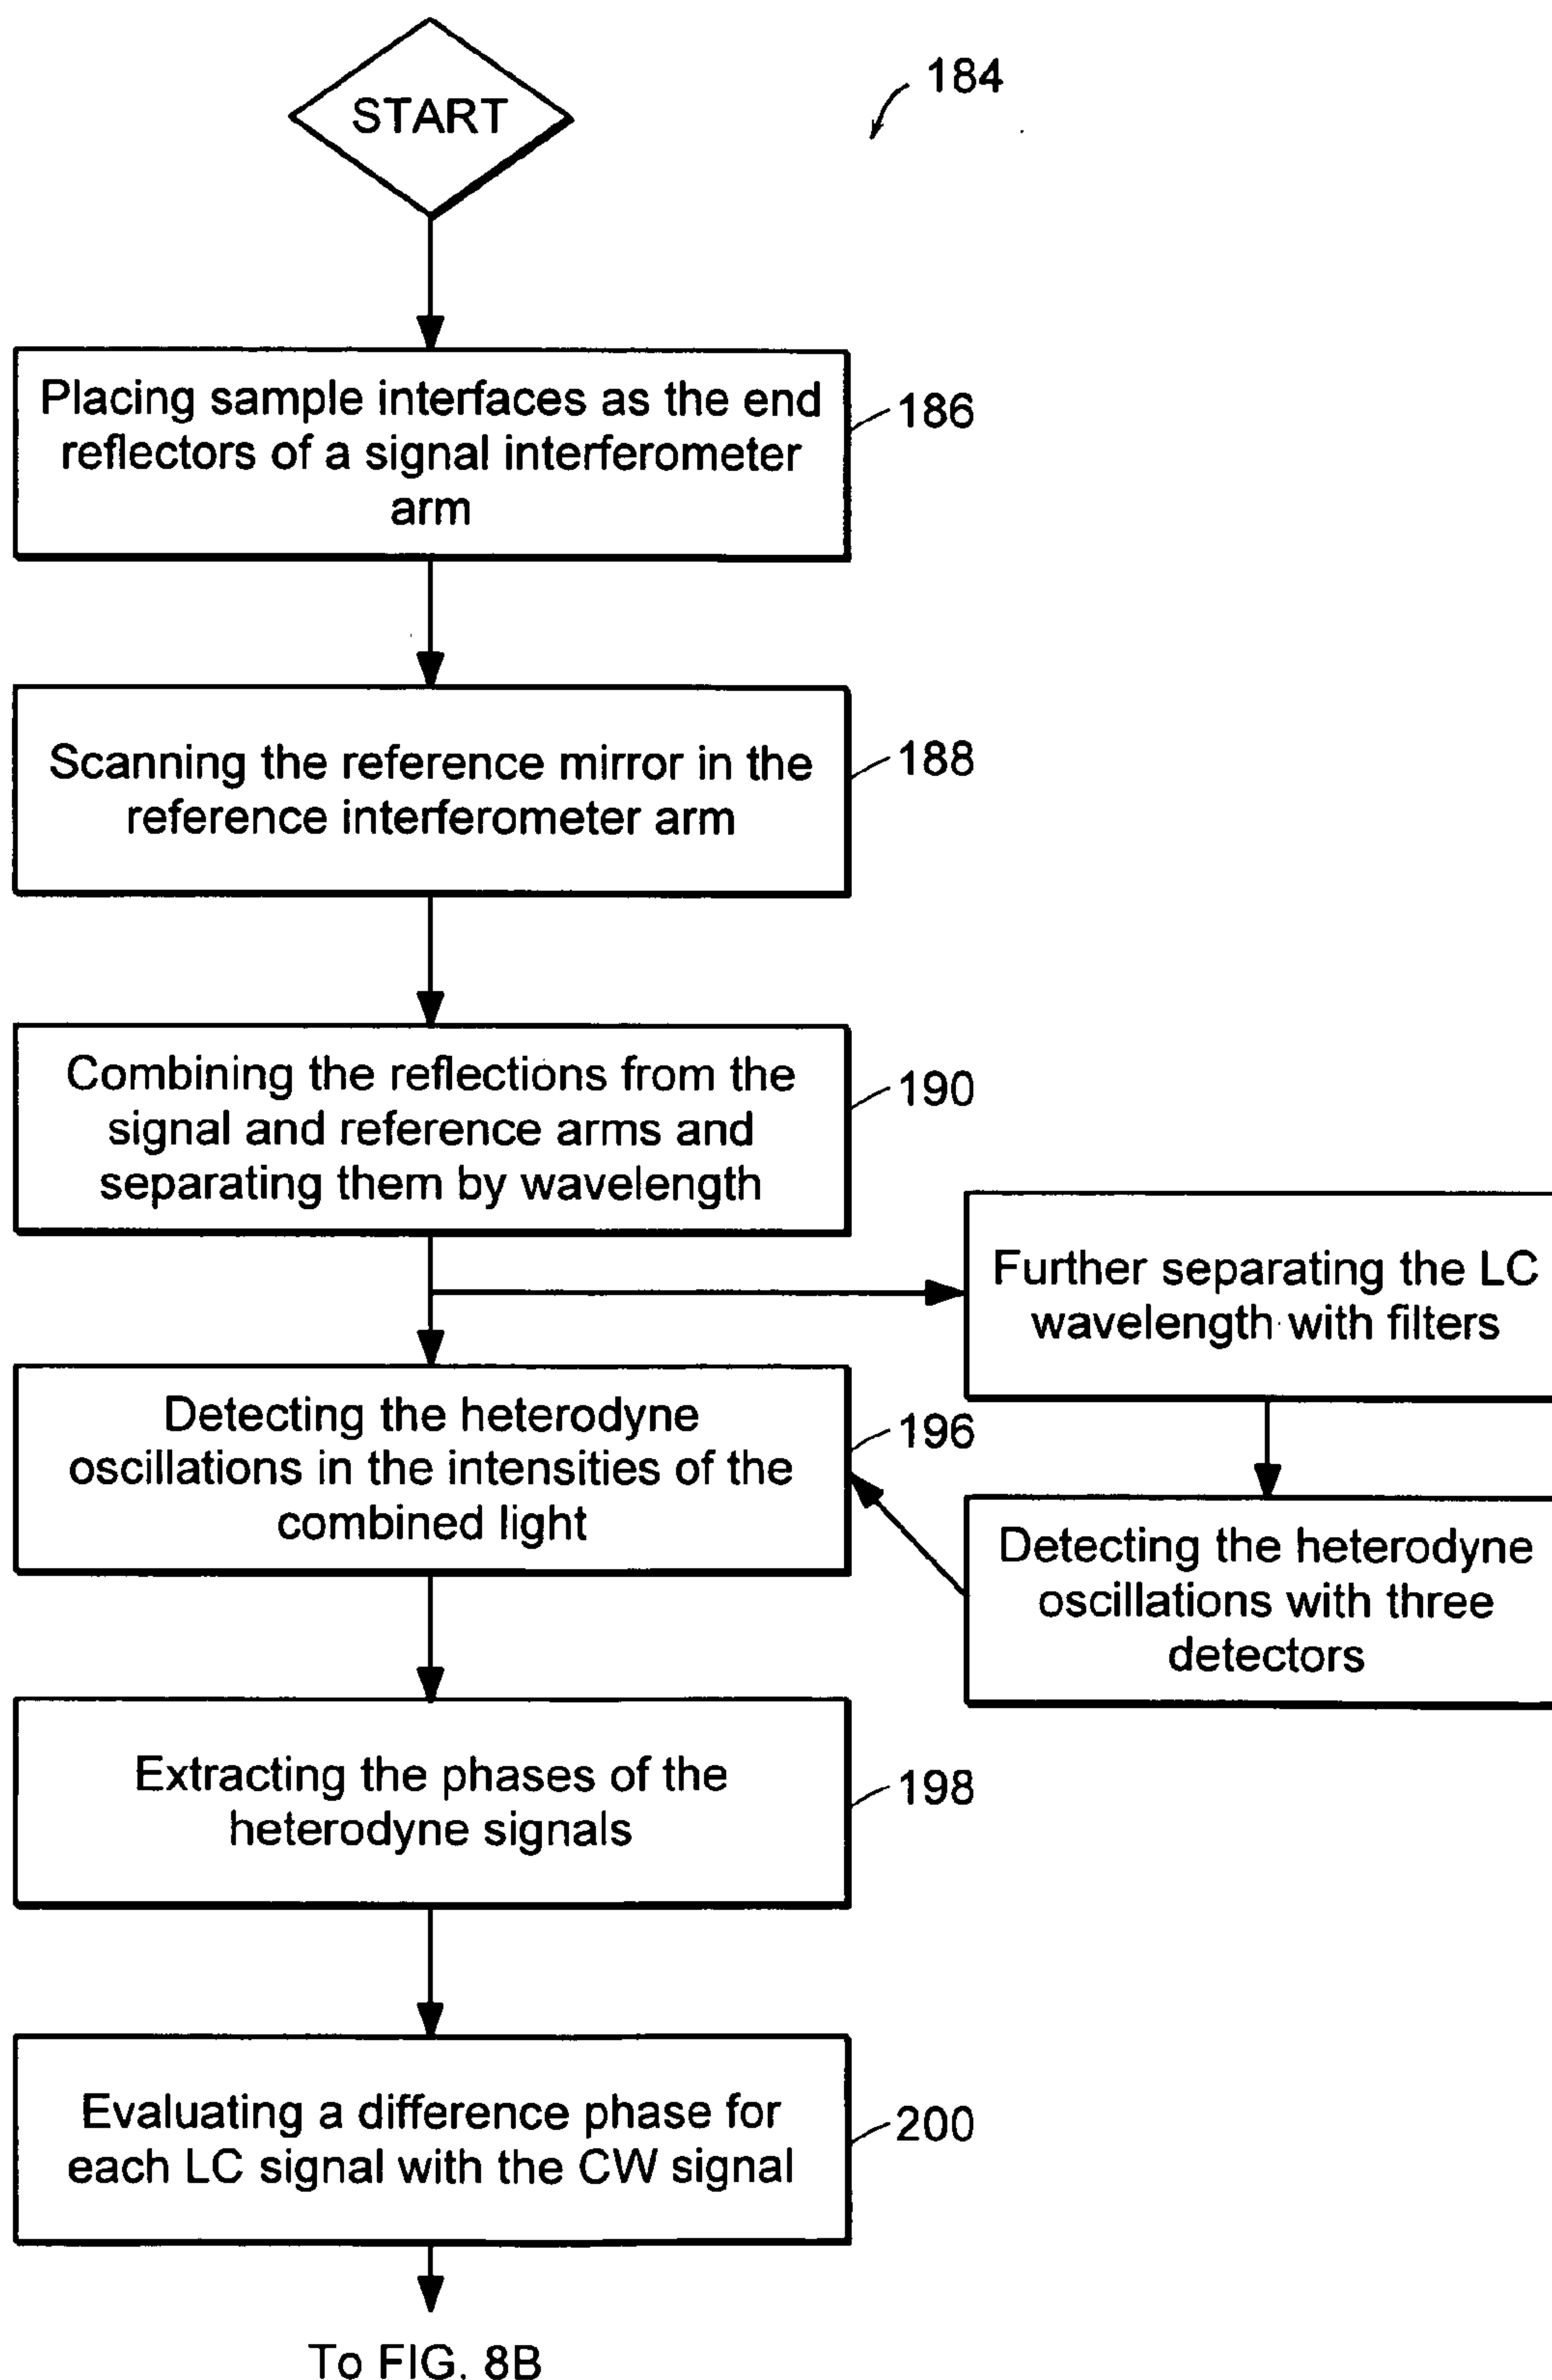 START
184
Placing sample interfaces as the end
reflectors of a signal interferometer
arm
186
Scanning the reference mirror in the
reference interferometer arm
188
Combining the reflections from the
signal and reference arms and
separating them by wavelength
190
Further separating the LC
wavelength with filters
Detecting the heterodyne
oscillations in the intensities of the
combined light
196
Detecting the heterodyne
oscillations with three
detectors
Extracting the phases of the
heterodyne signals
198
Evaluating a difference phase for
each LC signal with the CW signal
200
To FIG. 8B